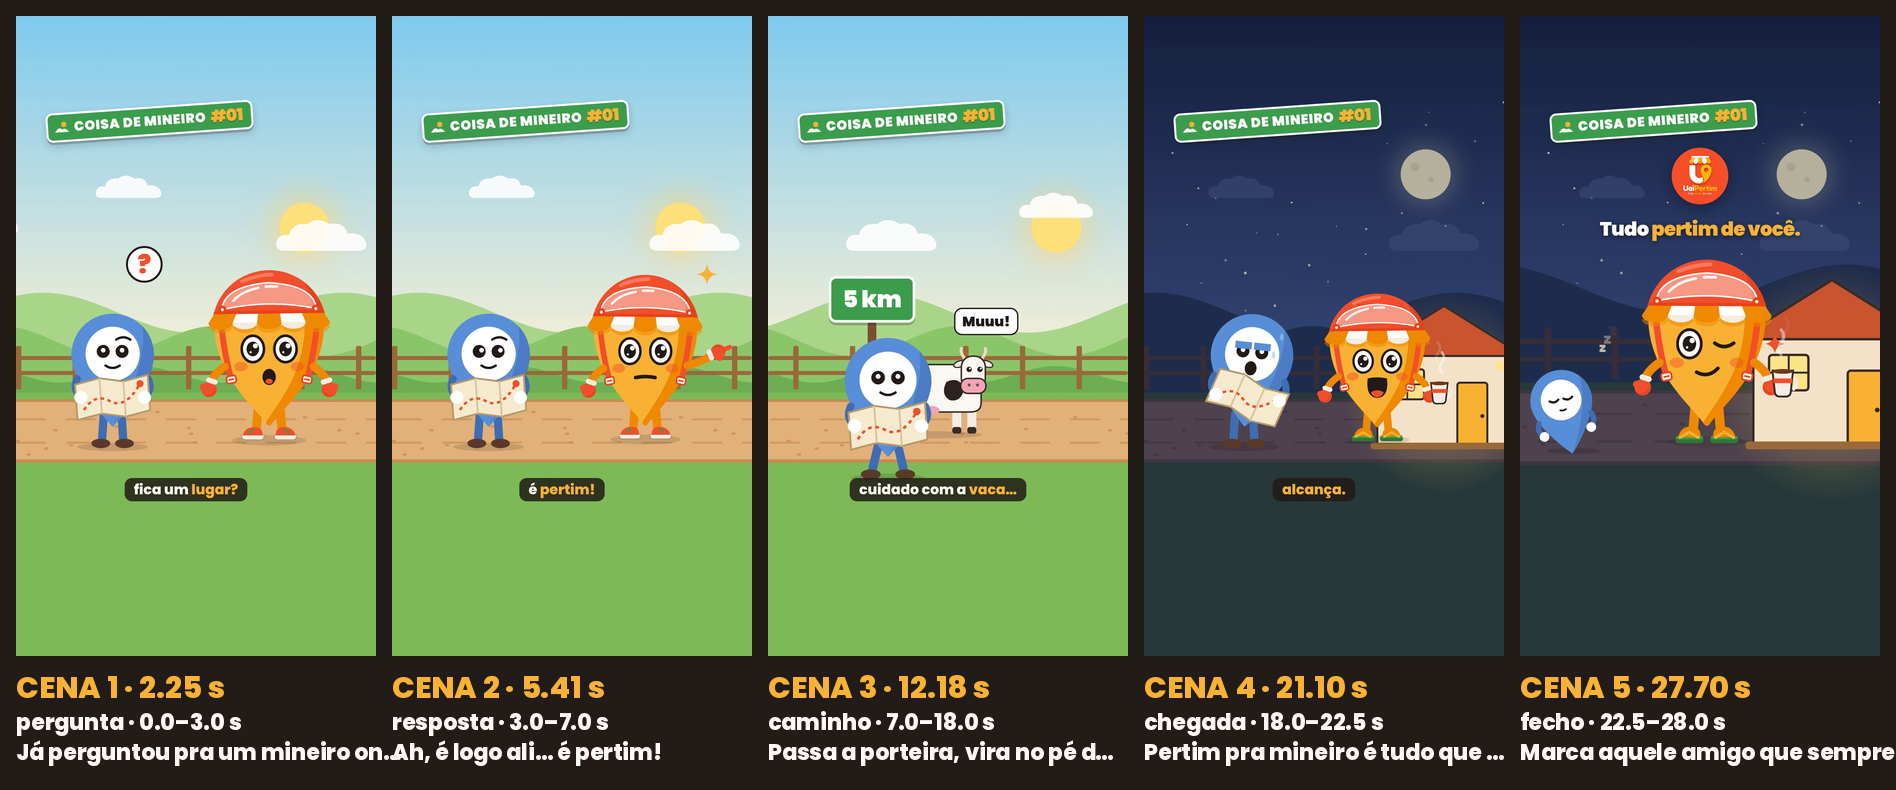 COISA DE MINEIRO #01
?
fica um lugar?
CENA 1 · 2.25 s
pergunta · 0.0–3.0 s
Já perguntou pra um mineiro on...
COISA DE MINEIRO #01
é pertim!
CENA 2 · 5.41 s
resposta · 3.0–7.0 s
Ah, é logo ali... é pertim!
COISA DE MINEIRO #01
5 km
Muuu!
cuidado com a vaca...
CENA 3 · 12.18 s
caminho · 7.0–18.0 s
Passa a porteira, vira no pé d...
COISA DE MINEIRO #01
alcança.
CENA 4 · 21.10 s
chegada · 18.0–22.5 s
Pertim pra mineiro é tudo que ...
COISA DE MINEIRO #01
UaiPertim
Tudo pertim de você.
z z
CENA 5 · 27.70 s
fecho · 22.5–28.0 s
Marca aquele amigo que sempre